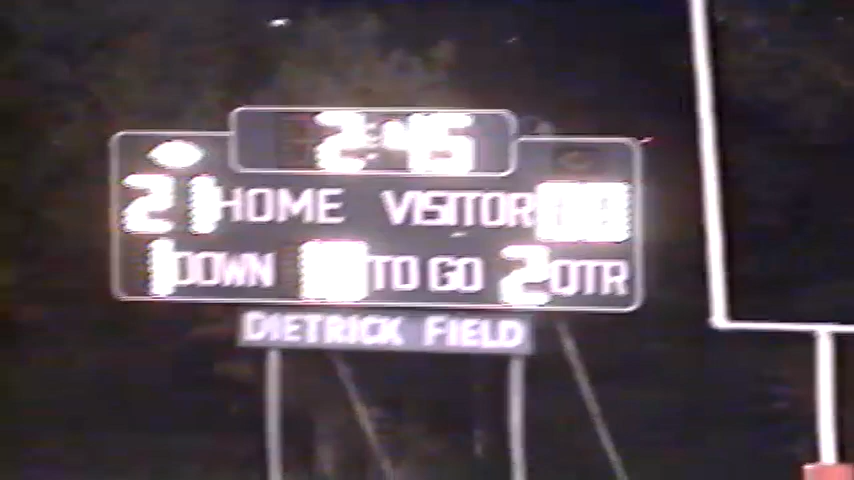 2:45
21 HOME VISITOR
1 DOWN TO GO 2 QTR
DIETRICK FIELD